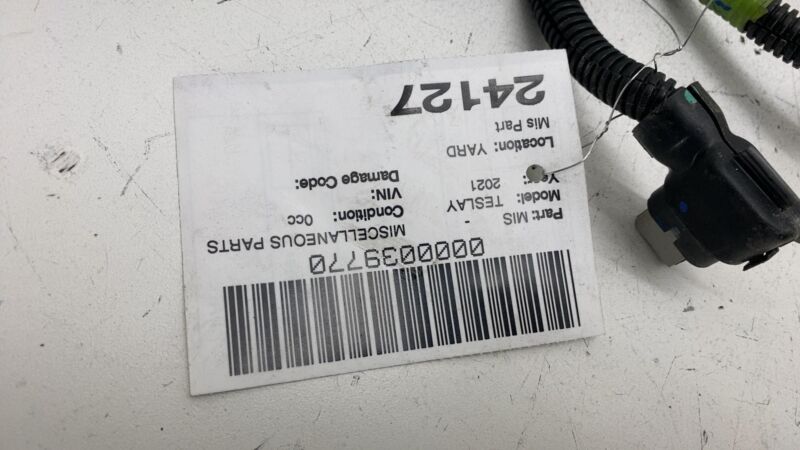 0000039770
MISCELLANEOUS PARTS
Part: MIS - Condition: 0cc
Model: TESLAY VIN:
2021 Damage Code:
Location: YARD
Mis Part
24127